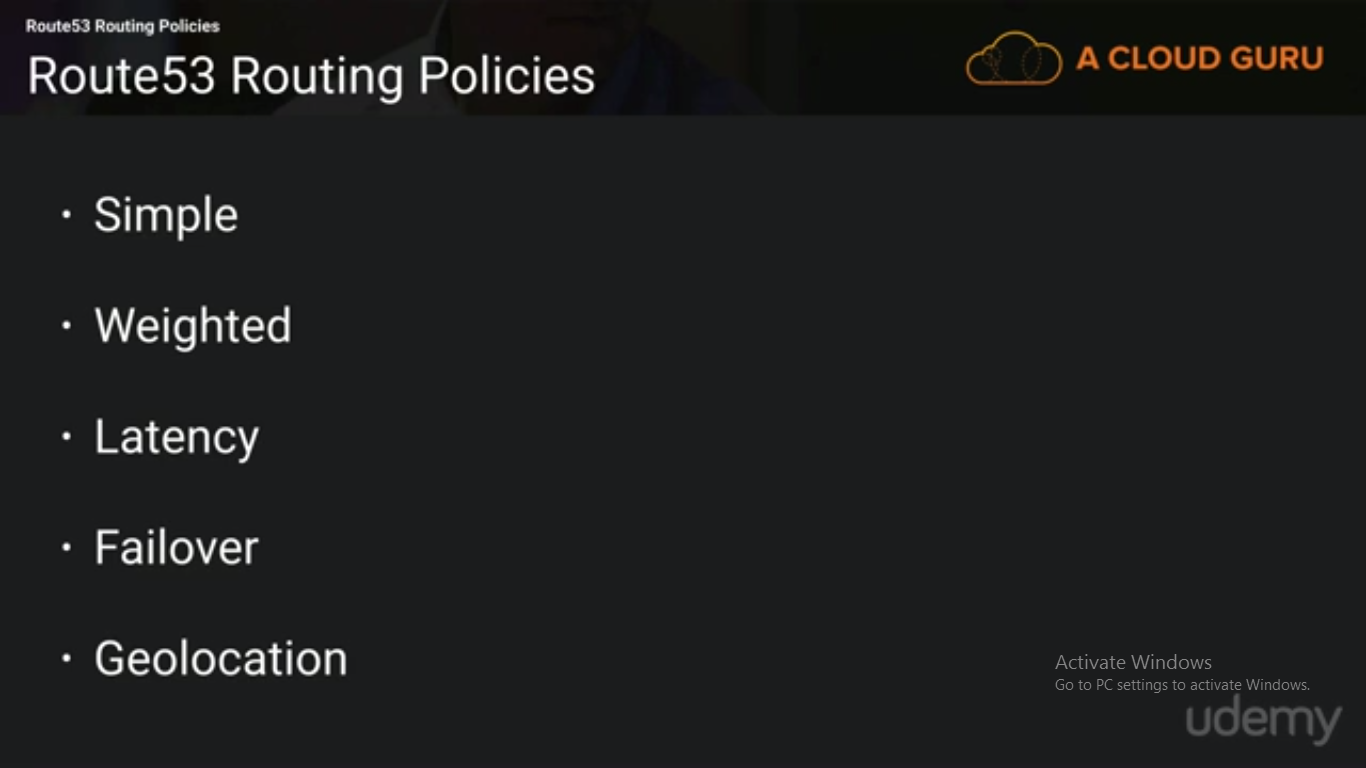 Route53 Routing Policies
Route53 Routing Policies
A CLOUD GURU
• Simple
• Weighted
• Latency
• Failover
• Geolocation
Activate Windows
Go to PC settings to activate Windows.
udemy